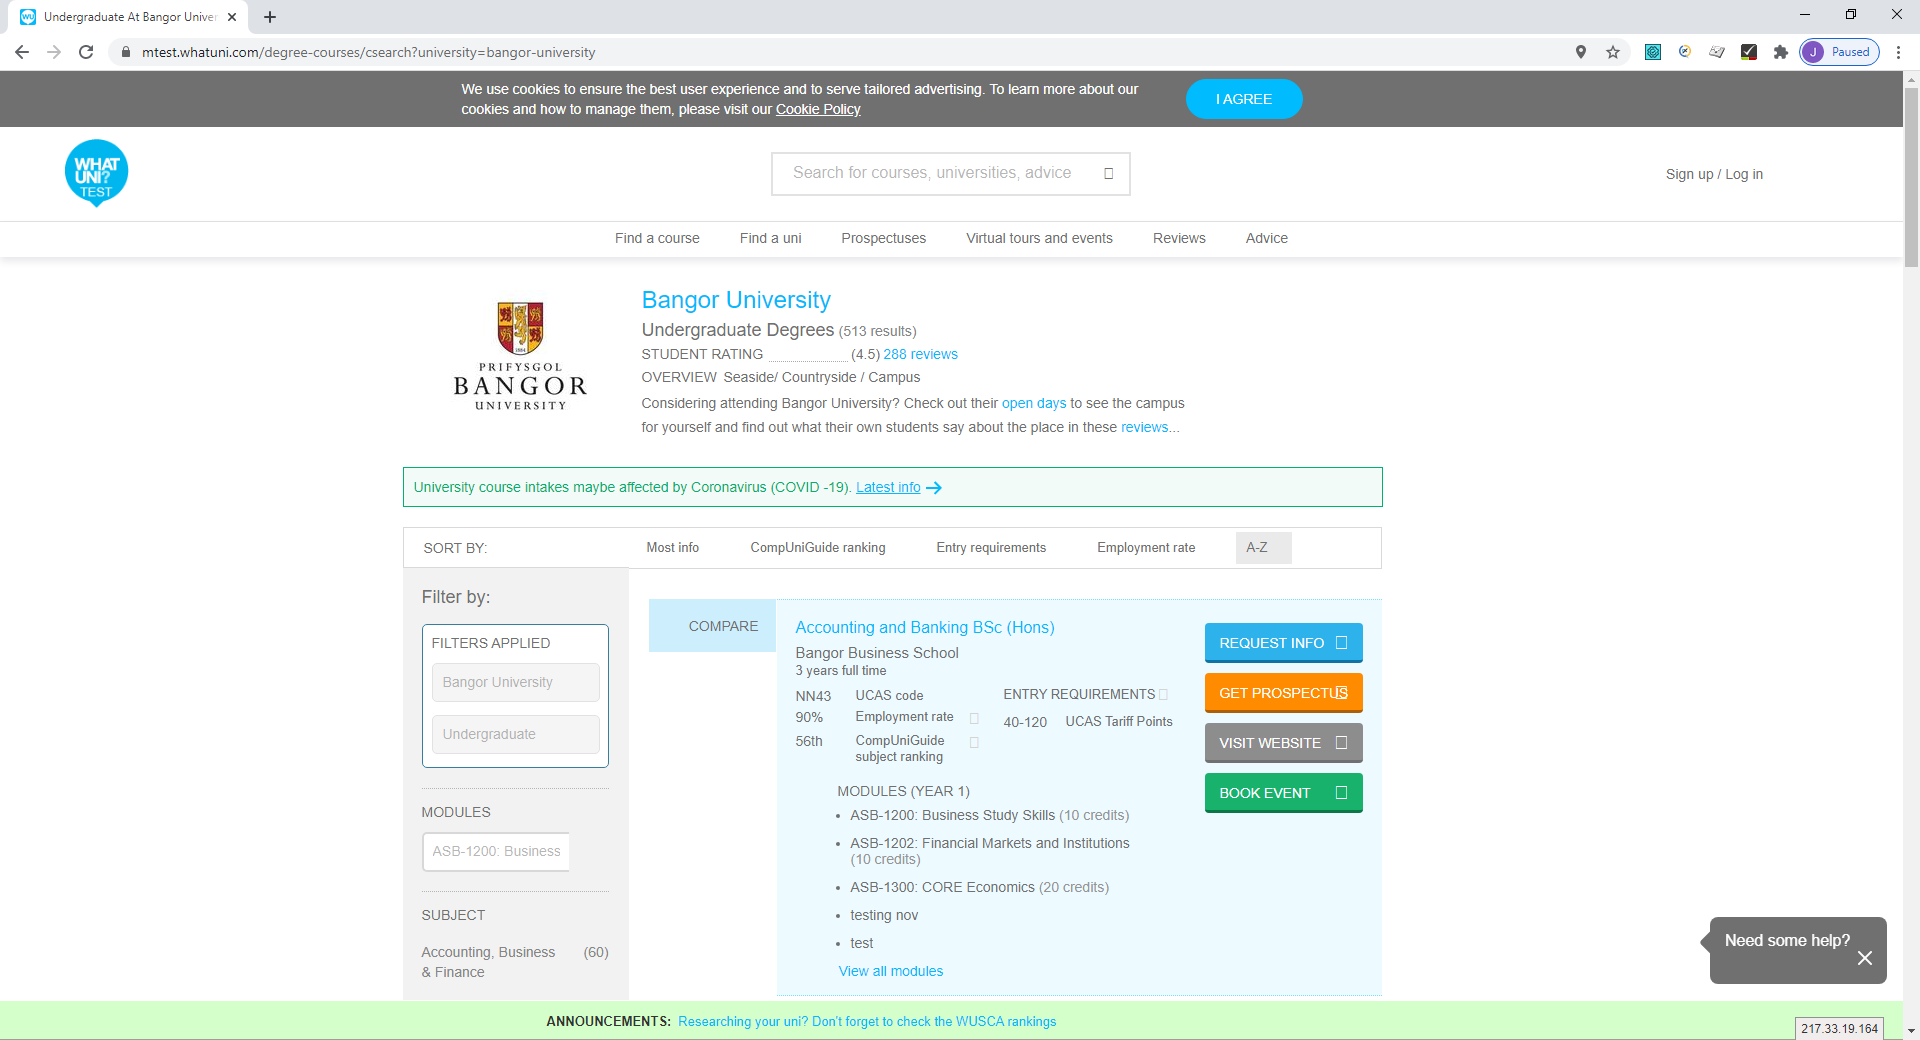 Undergraduate At Bangor Univer
mtest.whatuni.com/degree-courses/csearch?university=bangor-university
J Paused
We use cookies to ensure the best user experience and to serve tailored advertising. To learn more about our
cookies and how to manage them, please visit our Cookie Policy
I AGREE
WHAT
UNI?
TEST
Search for courses, universities, advice
Sign up / Log in
Find a course Find a uni Prospectuses Virtual tours and events Reviews Advice
1884
PRIFYSGOL
BANGOR
UNIVERSITY
Bangor University
Undergraduate Degrees (513 results)
STUDENT RATING (4.5) 288 reviews
OVERVIEW Seaside/ Countryside / Campus
Considering attending Bangor University? Check out their open days to see the campus
for yourself and find out what their own students say about the place in these reviews...
University course intakes maybe affected by Coronavirus (COVID -19). Latest info
SORT BY: Most info CompUniGuide ranking Entry requirements Employment rate A-Z
Filter by:
FILTERS APPLIED
Bangor University
Undergraduate
MODULES
ASB-1200: Business
SUBJECT
Accounting, Business (60)
& Finance
COMPARE
Accounting and Banking BSc (Hons)
Bangor Business School
3 years full time
NN43 UCAS code
90% Employment rate
56th CompUniGuide
subject ranking
ENTRY REQUIREMENTS
40-120 UCAS Tariff Points
MODULES (YEAR 1)
ASB-1200: Business Study Skills (10 credits)
ASB-1202: Financial Markets and Institutions
(10 credits)
ASB-1300: CORE Economics (20 credits)
testing nov
test
View all modules
REQUEST INFO
GET PROSPECTUS
VISIT WEBSITE
BOOK EVENT
Need some help?
ANNOUNCEMENTS: Researching your uni? Don't forget to check the WUSCA rankings
217.33.19.164